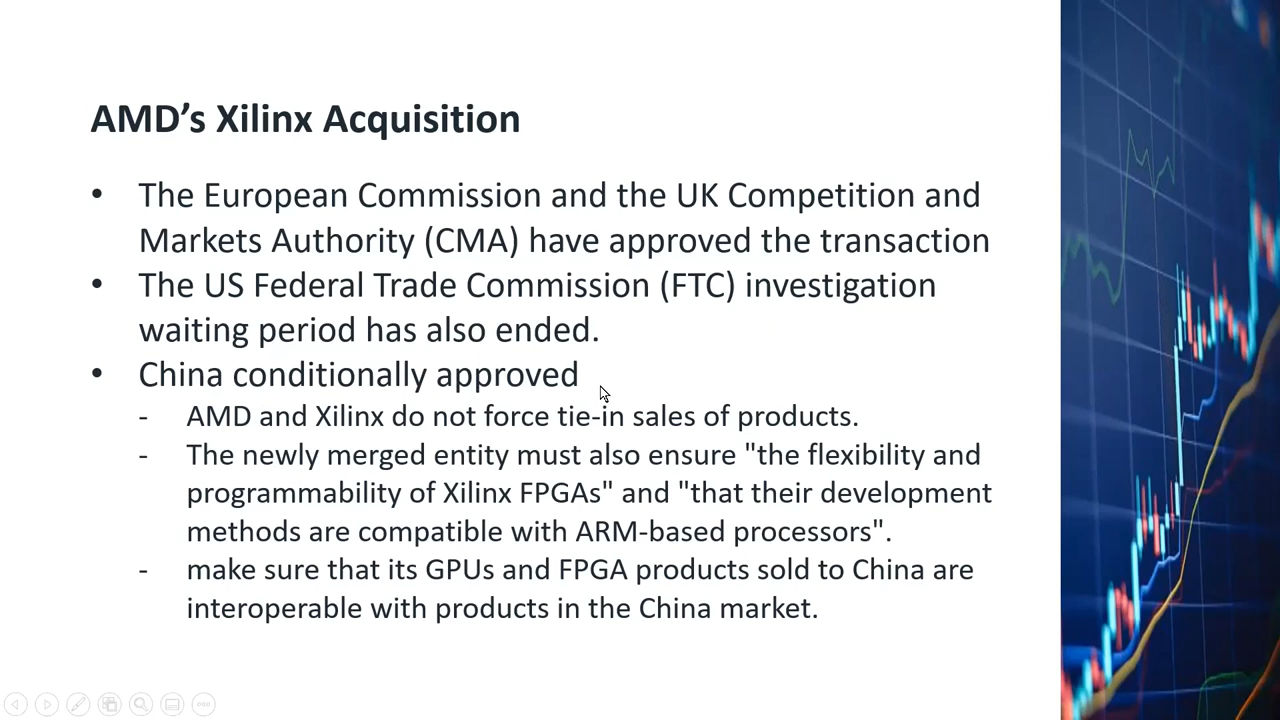 AMD’s Xilinx Acquisition
• The European Commission and the UK Competition and
Markets Authority (CMA) have approved the transaction
• The US Federal Trade Commission (FTC) investigation
waiting period has also ended.
• China conditionally approved
- AMD and Xilinx do not force tie-in sales of products.
- The newly merged entity must also ensure "the flexibility and
programmability of Xilinx FPGAs" and "that their development
methods are compatible with ARM-based processors".
- make sure that its GPUs and FPGA products sold to China are
interoperable with products in the China market.